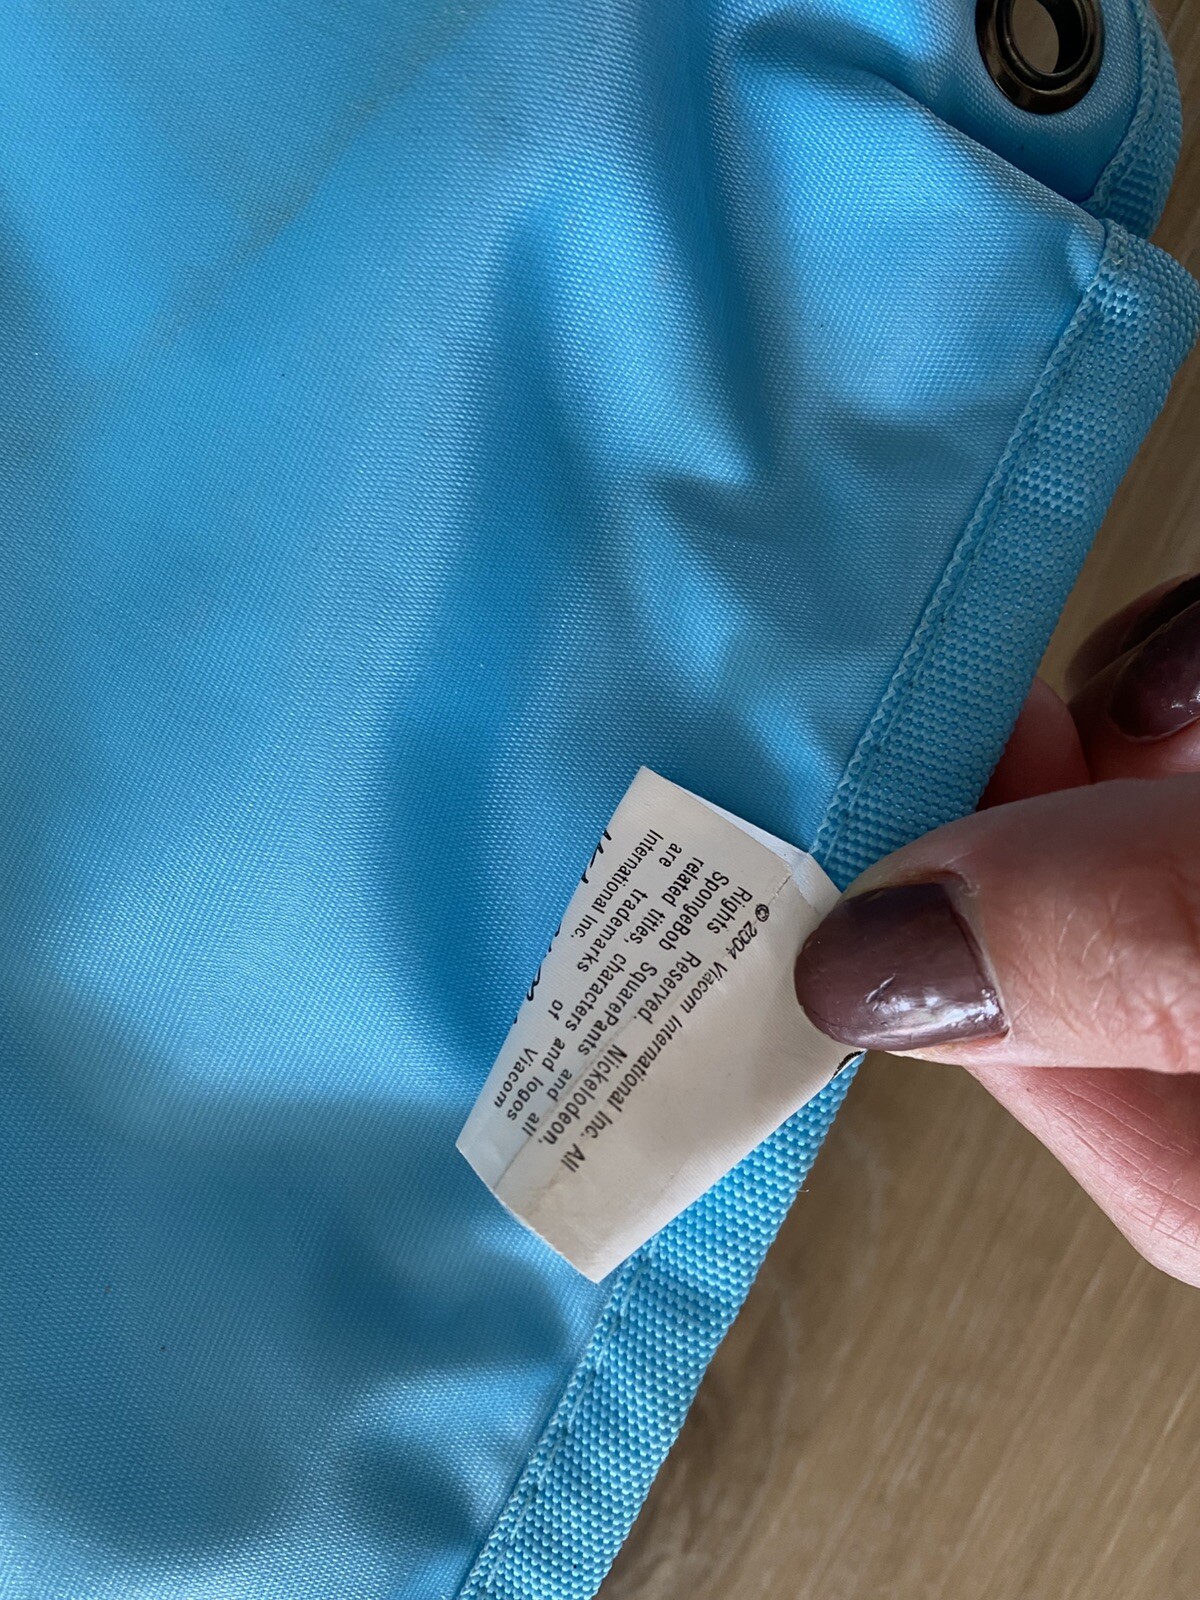 © 2004 Viacom International Inc. All
Rights Reserved. Nickelodeon,
SpongeBob SquarePants and all
related titles, characters and logos
are trademarks of Viacom
International Inc.